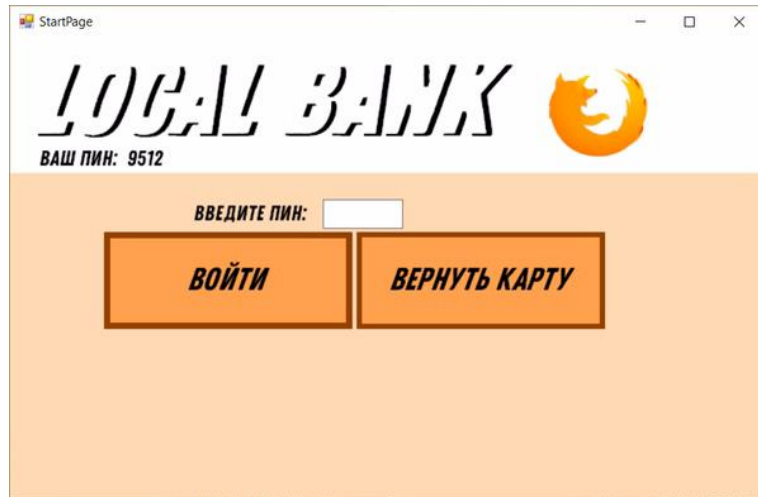 StartPage
LOCAL BANK
ВАШ ПИН: 9512
ВВЕДИТЕ ПИН:
ВОЙТИ
ВЕРНУТЬ КАРТУ